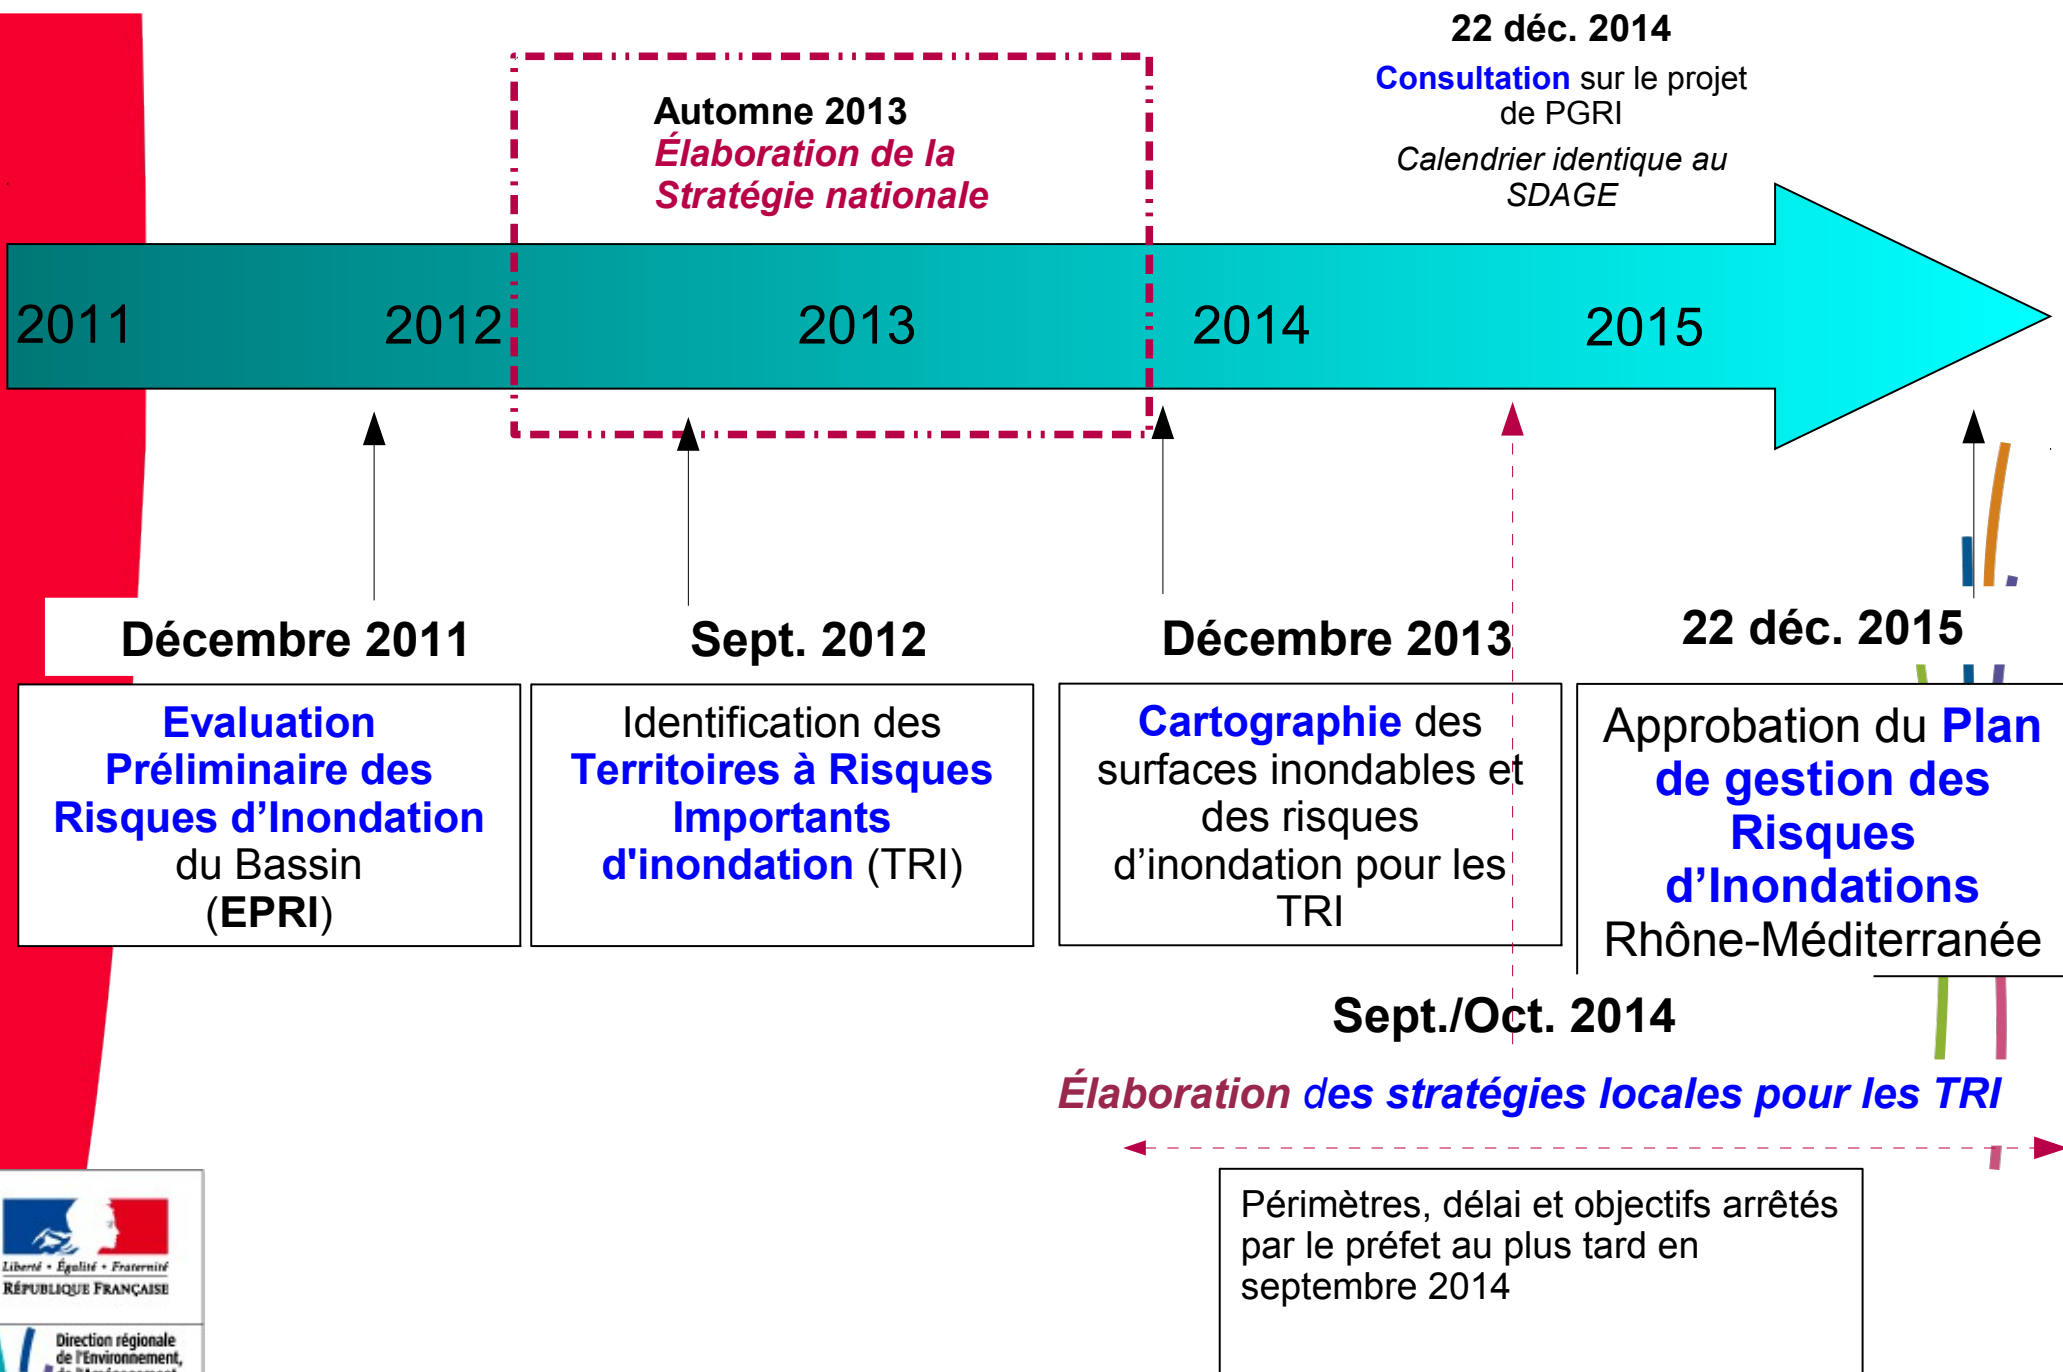 22 déc. 2014
Consultation sur le projet
de PGRI
Calendrier identique au
SDAGE
Automne 2013
Élaboration de la
Stratégie nationale
2011
2012
2013
2014
2015
Décembre 2011
Evaluation
Préliminaire des
Risques d’Inondation
du Bassin
(EPRI)
Sept. 2012
Identification des
Territoires à Risques
Importants
d'inondation (TRI)
Décembre 2013
Cartographie des
surfaces inondables et
des risques
d’inondation pour les
TRI
22 déc. 2015
Approbation du Plan
de gestion des
Risques
d’Inondations
Rhône-Méditerranée
Sept./Oct. 2014
Élaboration des stratégies locales pour les TRI
Périmètres, délai et objectifs arrêtés
par le préfet au plus tard en
septembre 2014
Liberté • Égalité • Fraternité
RÉPUBLIQUE FRANÇAISE
Direction régionale
de l'Environnement,